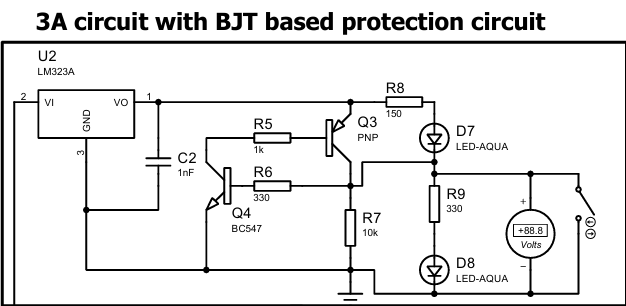 3A circuit with BJT based protection circuit
U2
LM323A
2
VI
VO
1
GND
3
C2
1nF
R5
1k
R6
330
Q4
BC547
Q3
PNP
R7
10k
R8
150
D7
LED-AQUA
R9
330
D8
LED-AQUA
+
+88.8
Volts
−